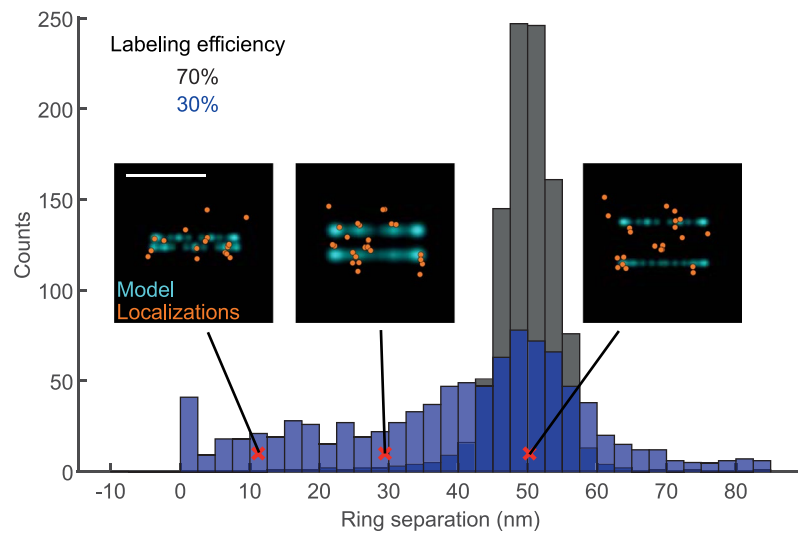 Labeling efficiency
70%
30%
Model
Localizations
Counts
250
200
150
100
50
0
-10 0 10 20 30 40 50 60 70 80
Ring separation (nm)